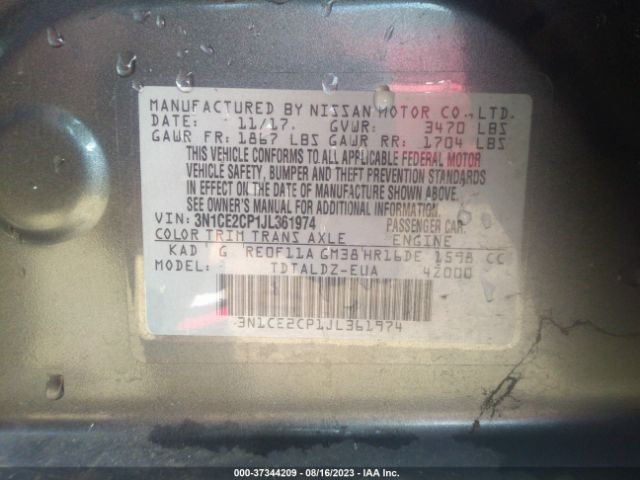 MANUFACTURED BY NISSAN MOTOR CO., LTD.
DATE: 11/17. GVWR: 3470 LBS
GAWR FR: 1867 LBS GAWR RR: 1704 LBS
THIS VEHICLE CONFORMS TO ALL APPLICABLE FEDERAL MOTOR
VEHICLE SAFETY, BUMPER AND THEFT PREVENTION STANDARDS
IN EFFECT ON THE DATE OF MANUFACTURE SHOWN ABOVE.
SEE OWNER'S MANUAL FOR ADDITIONAL INFORMATION.
VIN: 3N1CE2CP1JL361974 PASSENGER CAR.
COLOR TRIM TRANS AXLE ENGINE
KAD G RE0F11A GM38 HR16DE 1598 CC
MODEL: TDTALDZ-EUA 42000
3N1CE2CP1JL361974
000-37344209 - 08/16/2023 - IAA Inc.